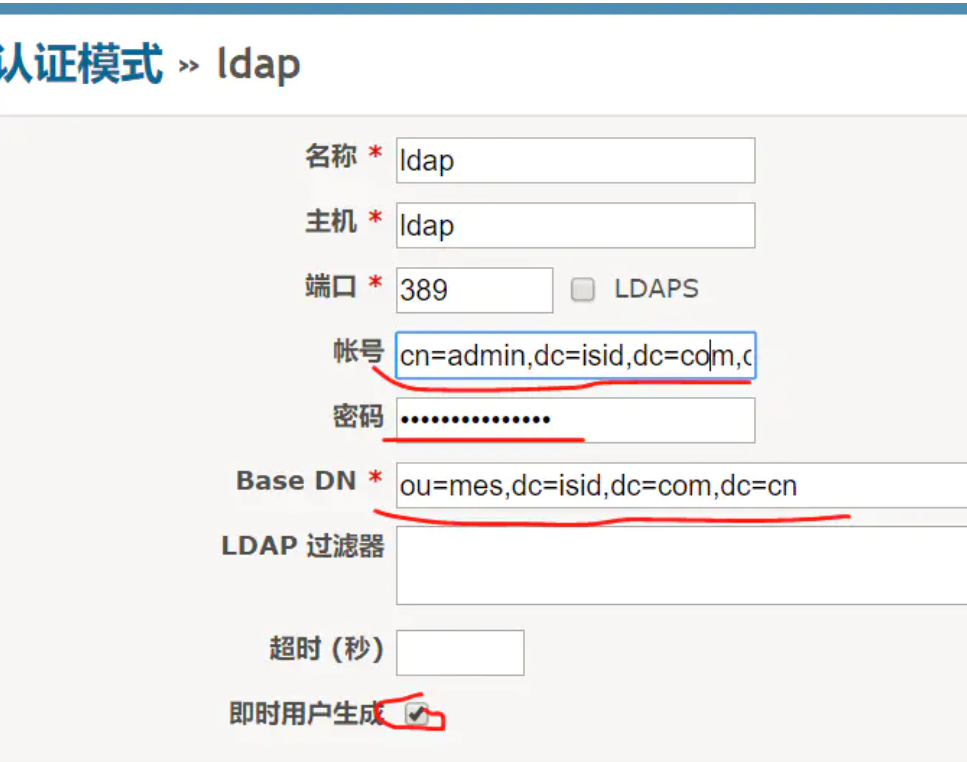 认证模式 » ldap
名称 * ldap
主机 * ldap
端口 * 389 LDAPS
帐号 cn=admin,dc=isid,dc=com,c
密码 •••••••••••••••
Base DN * ou=mes,dc=isid,dc=com,dc=cn
LDAP 过滤器
超时 (秒)
即时用户生成